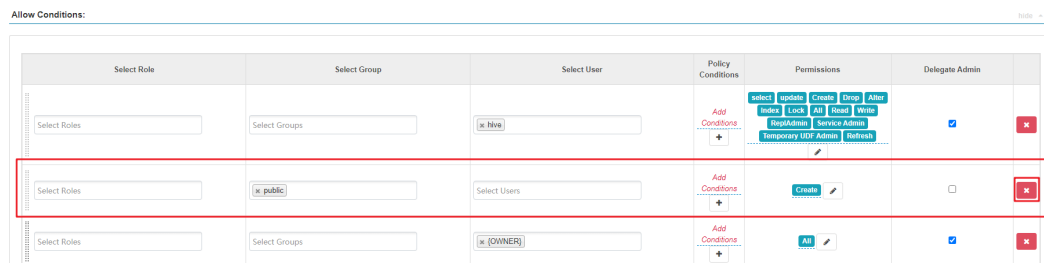 Allow Conditions:
hide
Select Role Select Group Select User Policy Conditions Permissions Delegate Admin
Select Roles Select Groups × hive Add Conditions +
select update Create Drop Alter
Index Lock All Read Write
ReplAdmin Service Admin
Temporary UDF Admin Refresh
Select Roles × public Select Users Add Conditions + Create
Select Roles Select Groups × {OWNER} Add Conditions + All